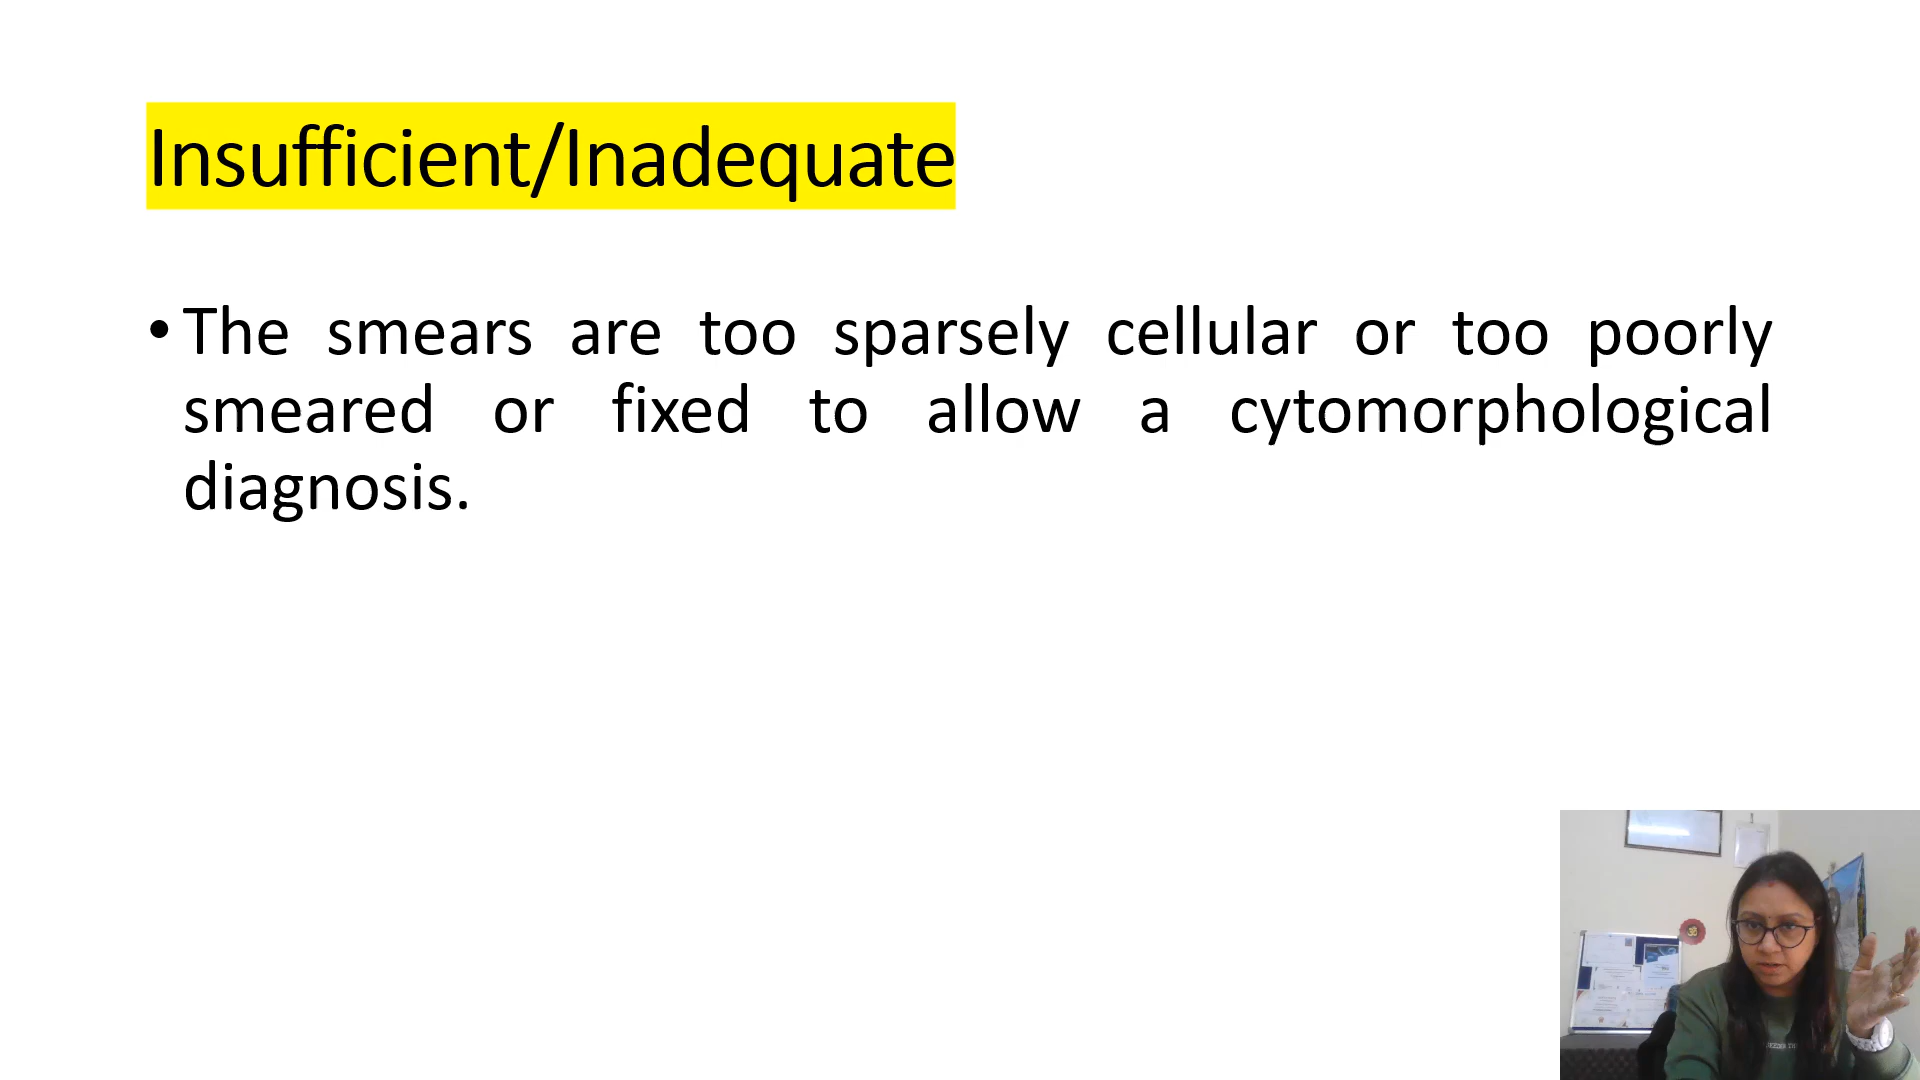 Insufficient/Inadequate
• The smears are too sparsely cellular or too poorly
smeared or fixed to allow a cytomorphological
diagnosis.
ॐ